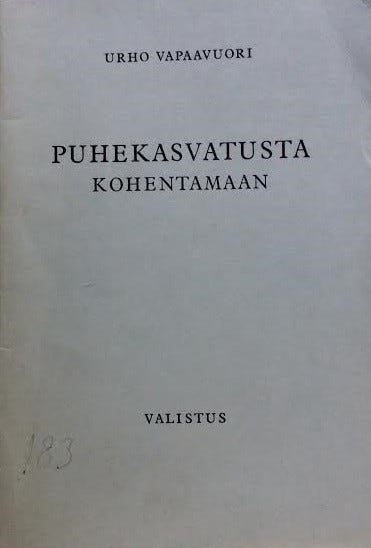 URHO VAPAAVUORI
PUHEKASVATUSTA
KOHENTAMAAN
VALISTUS
183